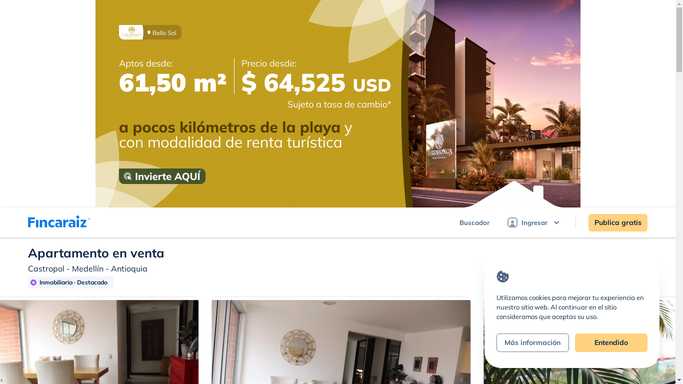 Bello Sol
Aptos desde:
61,50 m²
Precio desde:
$ 64,525 USD
Sujeto a tasa de cambio*
a pocos kilómetros de la playa y
con modalidad de renta turística
Invierte AQUÍ
Fincaraíz
Buscador
Ingresar
Publica gratis
Apartamento en venta
Castropol - Medellín - Antioquia
Inmobiliaria · Destacado
Utilizamos cookies para mejorar tu experiencia en
nuestro sitio web. Al continuar en el sitio
consideramos que aceptas su uso.
Más información
Entendido